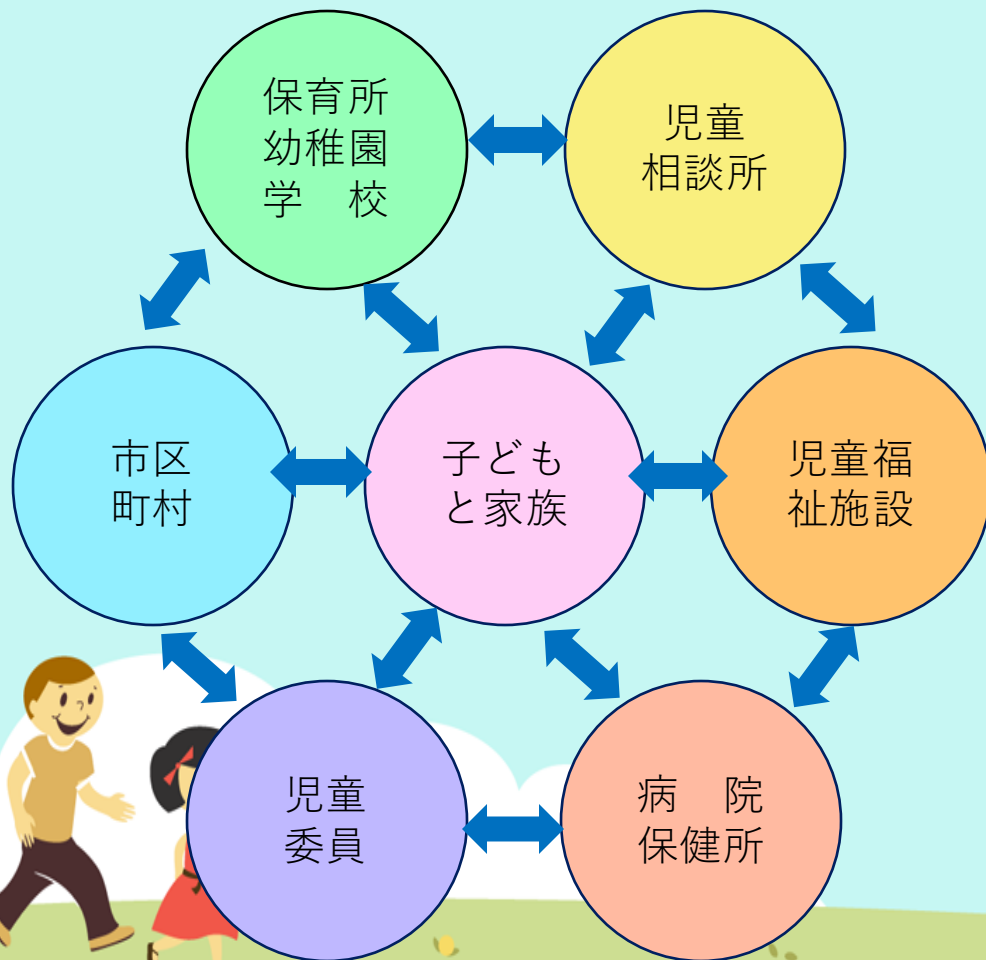 保育所
幼稚園
学　校
児童
相談所
市区
町村
子ども
と家族
児童福
祉施設
児童
委員
病　院
保健所